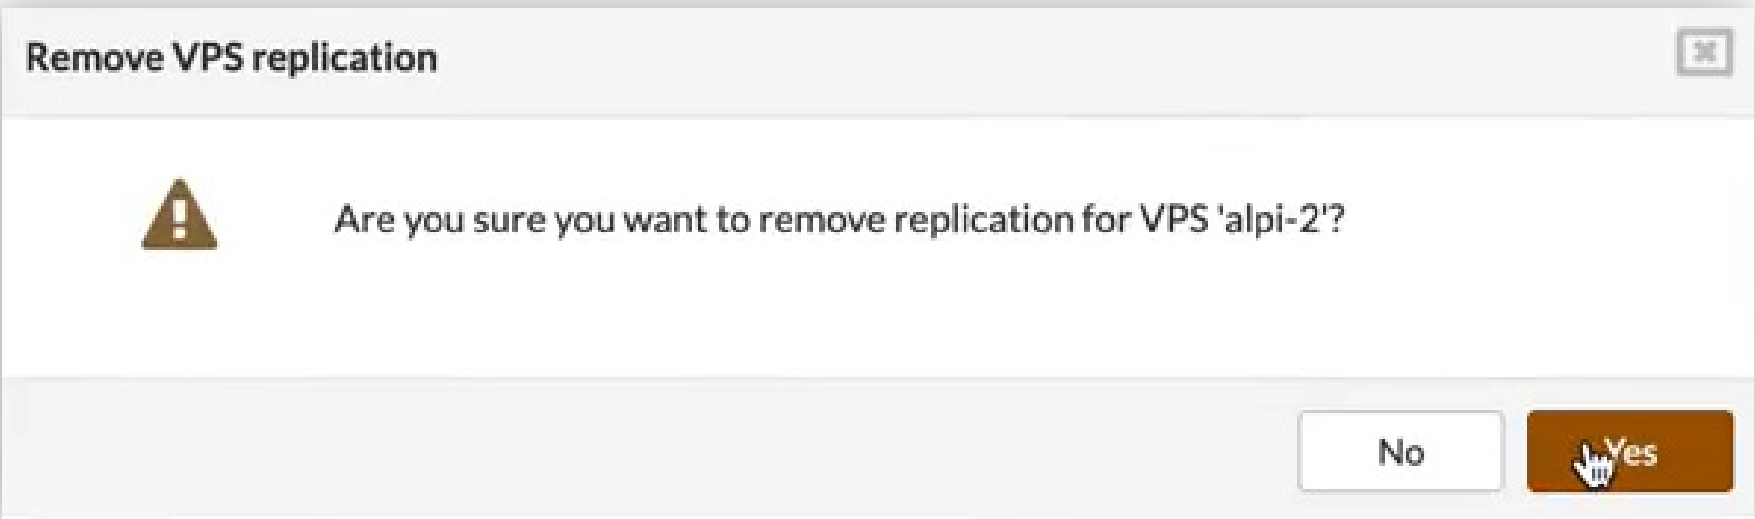 Remove VPS replication
Are you sure you want to remove replication for VPS 'alpi-2'?
No
Yes